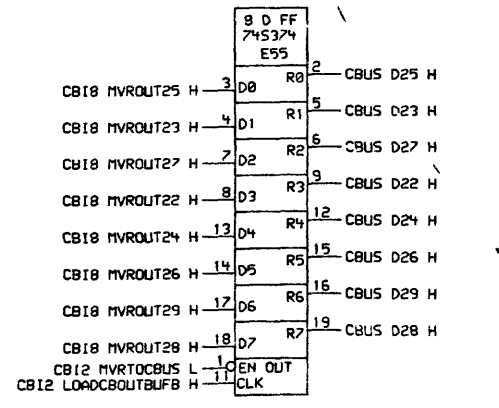 8 D FF
74S374
E55
CBI8 MVROUT25 H 3 D0 R0 2 CBUS D25 H
CBI8 MVROUT23 H 4 D1 R1 5 CBUS D23 H
CBI8 MVROUT27 H 7 D2 R2 6 CBUS D27 H
CBI8 MVROUT22 H 8 D3 R3 9 CBUS D22 H
CBI8 MVROUT24 H 13 D4 R4 12 CBUS D24 H
CBI8 MVROUT26 H 14 D5 R5 15 CBUS D26 H
CBI8 MVROUT29 H 17 D6 R6 16 CBUS D29 H
CBI8 MVROUT28 H 18 D7 R7 19 CBUS D28 H
CBI2 MVRTOCBUS L 1 EN OUT
CBI2 LOADCBOUTBUFB H 11 CLK